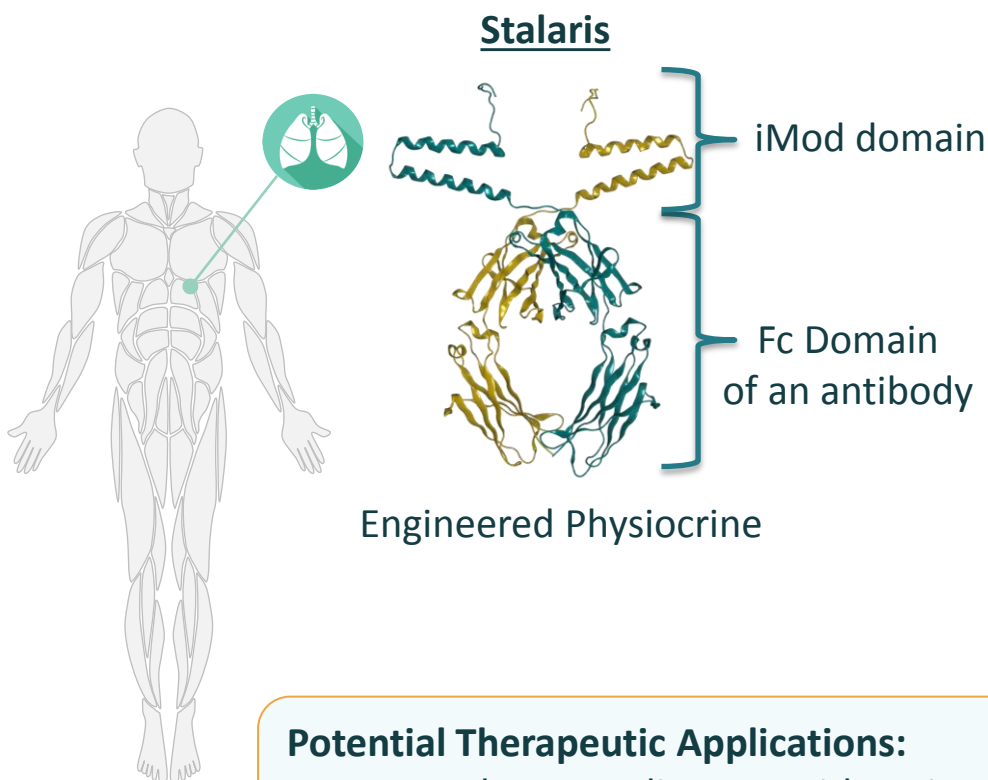 Stalaris
iMod domain
Fc Domain
of an antibody
Engineered Physiocrine
Potential Therapeutic Applications: